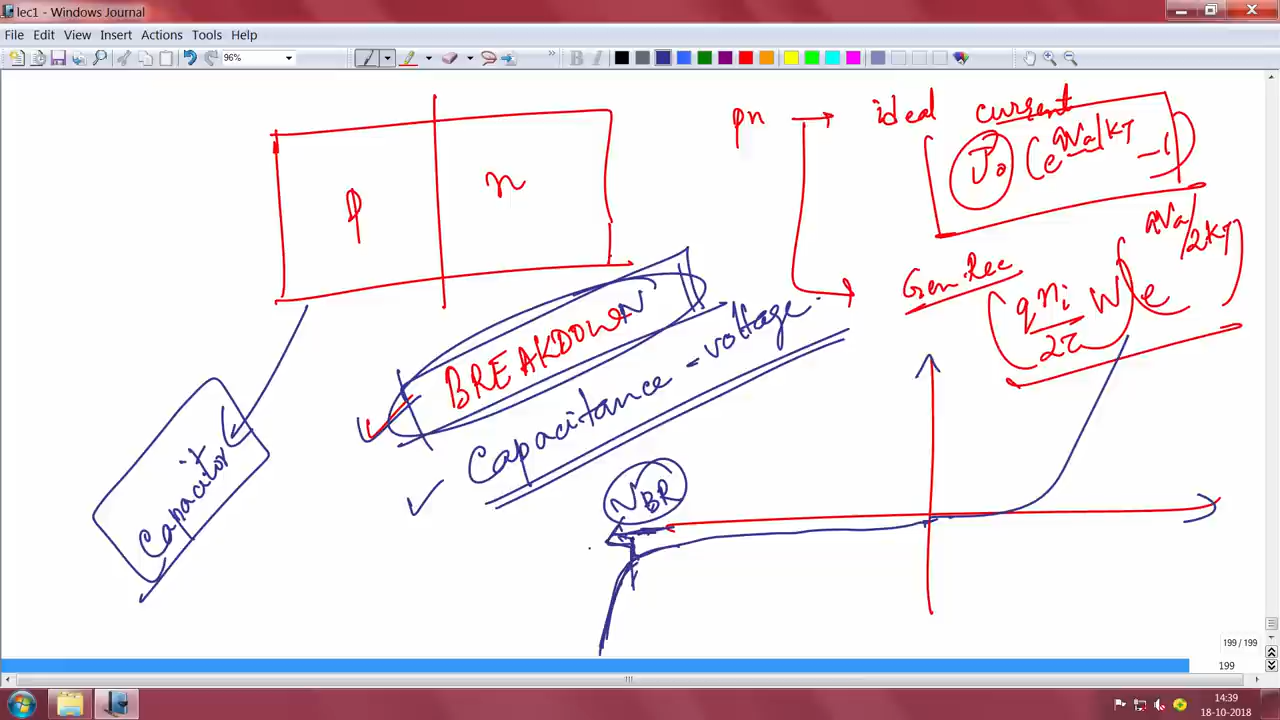 lec1 - Windows Journal
File Edit View Insert Actions Tools Help
96%
p n
pn → ideal current
J₀ (e^qVa/kT - 1)
Gen-Rec
(qni/2τ W) (e^qVa/2kT)
BREAKDOWN
Capacitance - voltage
Capacitor
VBR
199 / 199
199
14:39
18-10-2018